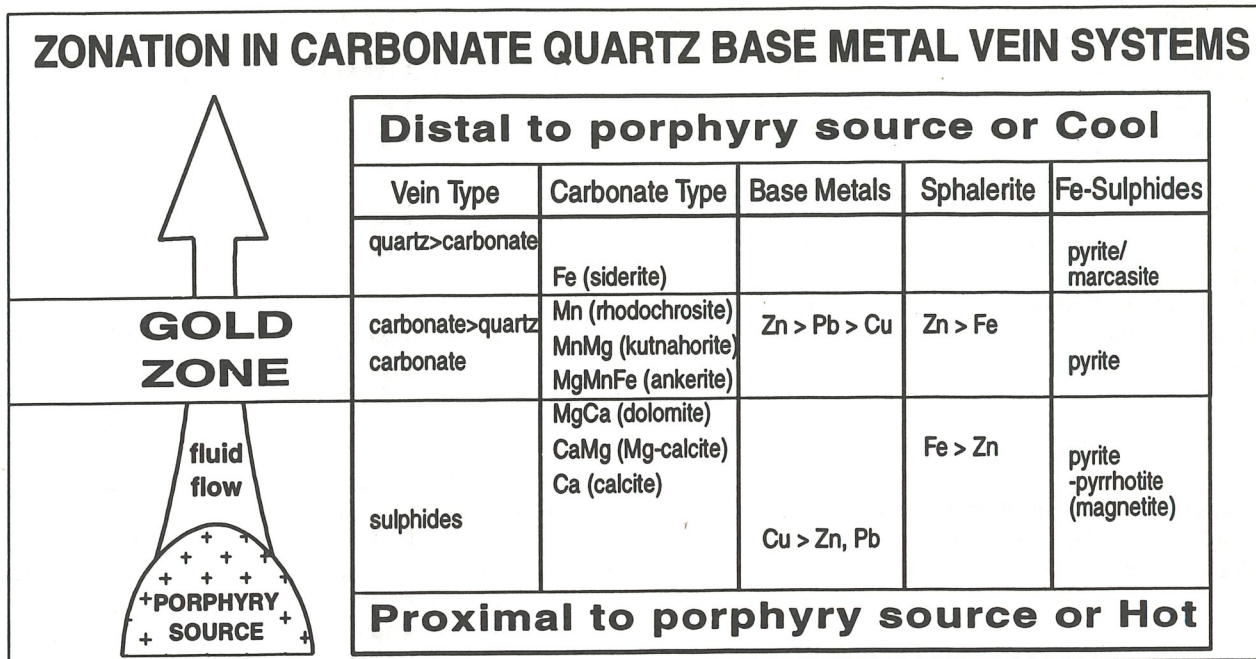 ZONATION IN CARBONATE QUARTZ BASE METAL VEIN SYSTEMS
Distal to porphyry source or Cool
Vein Type Carbonate Type Base Metals Sphalerite Fe-Sulphides
quartz>carbonate
Fe (siderite)
pyrite/
marcasite
GOLD
ZONE
carbonate>quartz
carbonate
Mn (rhodochrosite)
MnMg (kutnahorite)
MgMnFe (ankerite)
Zn > Pb > Cu
Zn > Fe
pyrite
fluid
flow
sulphides
MgCa (dolomite)
CaMg (Mg-calcite)
Ca (calcite)
Cu > Zn, Pb
Fe > Zn
pyrite
-pyrrhotite
(magnetite)
PORPHYRY
SOURCE
Proximal to porphyry source or Hot